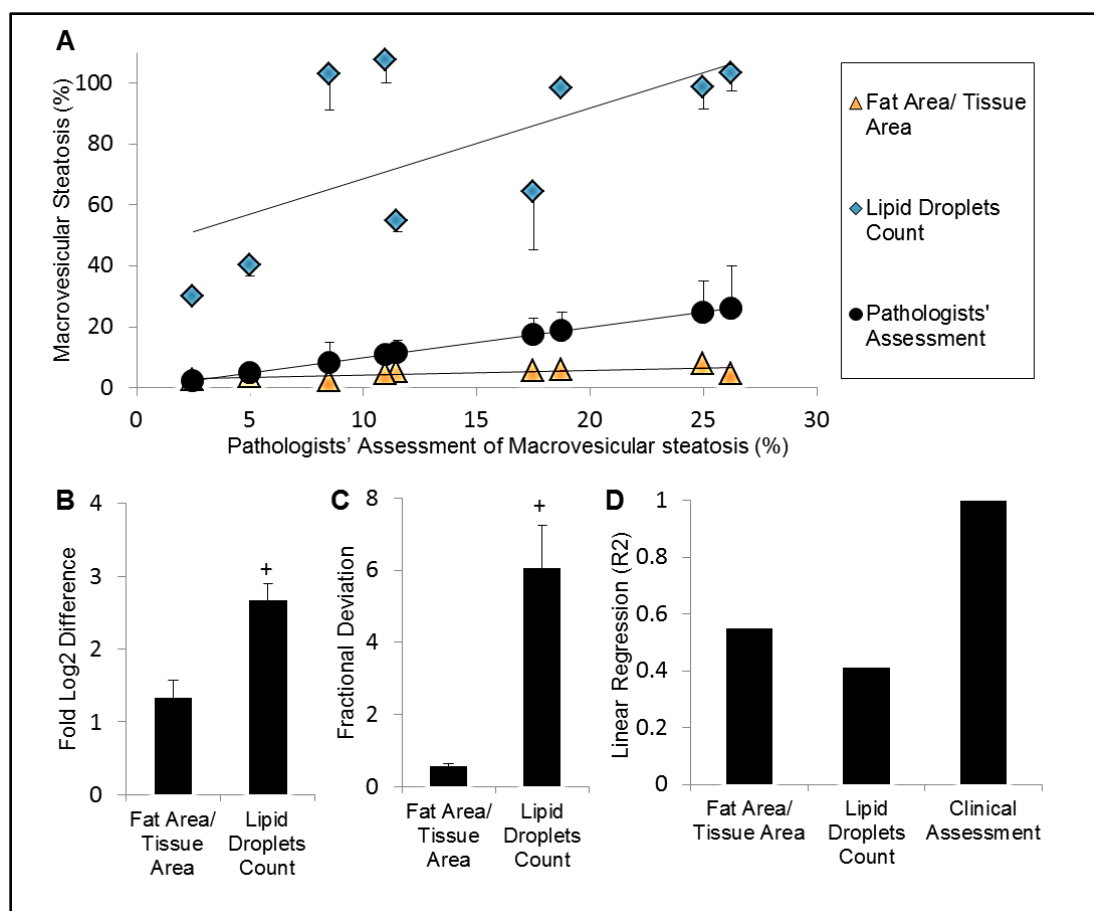 A
Macrovesicular Steatosis (%)
100
80
60
40
20
0
0 5 10 15 20 25 30
Pathologists' Assessment of Macrovesicular steatosis (%)
Fat Area/ Tissue
Area
Lipid Droplets
Count
Pathologists'
Assessment
B
Fold Log2 Difference
4
3
2
1
0
Fat Area/
Tissue
Area
Lipid
Droplets
Count
+
C
Fractional Deviation
8
6
4
2
0
Fat Area/
Tissue
Area
Lipid
Droplets
Count
+
D
Linear Regression (R2)
1
0.8
0.6
0.4
0.2
0
Fat Area/
Tissue Area
Lipid
Droplets
Count
Clinical
Assessment